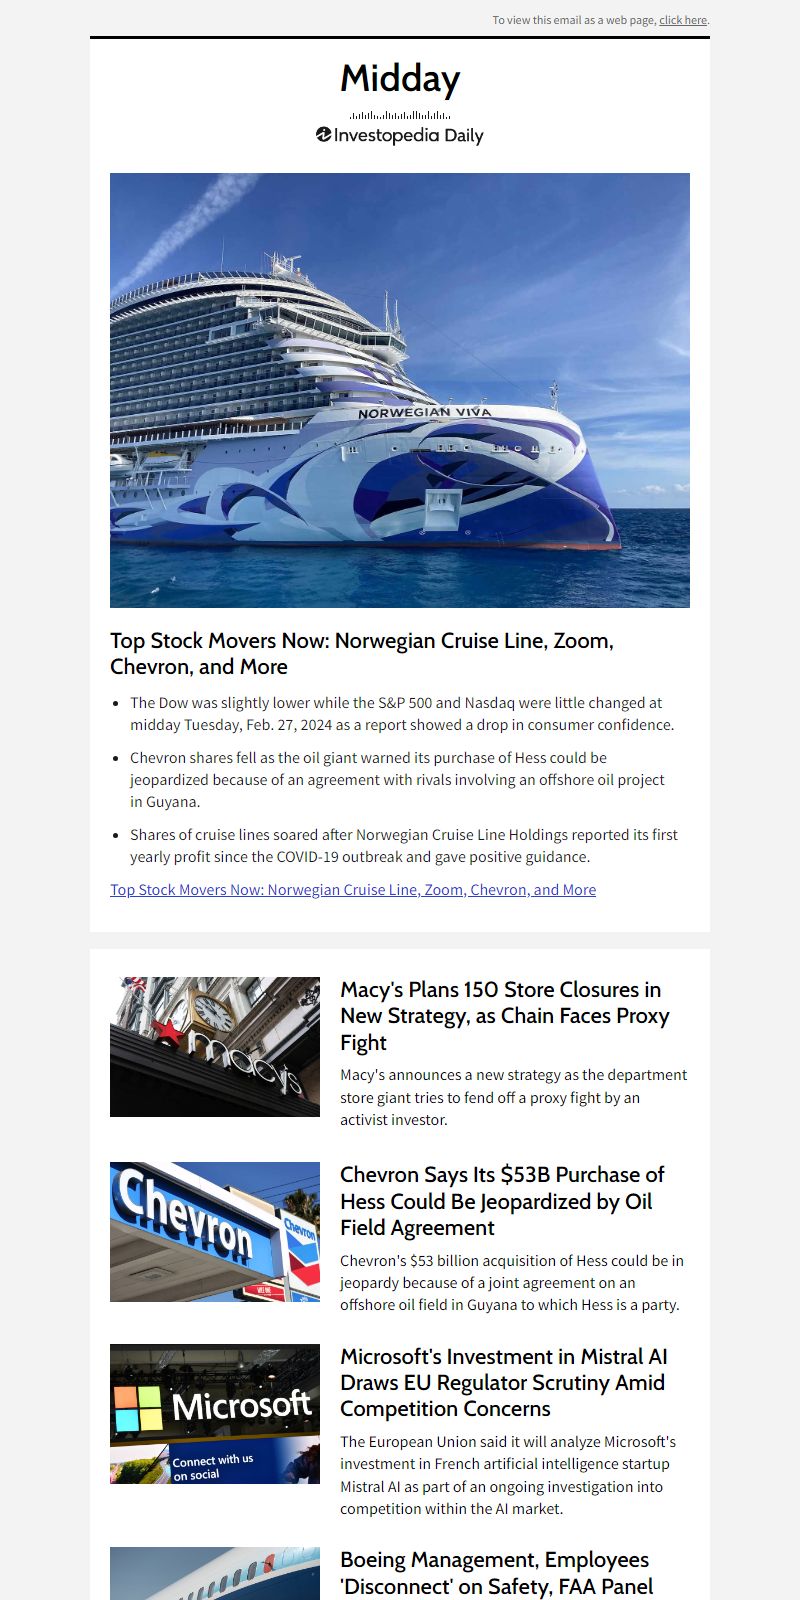 To view this email as a web page, click here.
Midday
Investopedia Daily
NORWEGIAN VIVA
Top Stock Movers Now: Norwegian Cruise Line, Zoom,
Chevron, and More
• The Dow was slightly lower while the S&P 500 and Nasdaq were little changed at
midday Tuesday, Feb. 27, 2024 as a report showed a drop in consumer confidence.
• Chevron shares fell as the oil giant warned its purchase of Hess could be
jeopardized because of an agreement with rivals involving an offshore oil project
in Guyana.
• Shares of cruise lines soared after Norwegian Cruise Line Holdings reported its first
yearly profit since the COVID-19 outbreak and gave positive guidance.
Top Stock Movers Now: Norwegian Cruise Line, Zoom, Chevron, and More
macy's
Macy's Plans 150 Store Closures in
New Strategy, as Chain Faces Proxy
Fight
Macy's announces a new strategy as the department
store giant tries to fend off a proxy fight by an
activist investor.
Chevron
Chevron
Chevron Says Its $53B Purchase of
Hess Could Be Jeopardized by Oil
Field Agreement
Chevron's $53 billion acquisition of Hess could be in
jeopardy because of a joint agreement on an
offshore oil field in Guyana to which Hess is a party.
Microsoft
Connect with us
on social
Microsoft's Investment in Mistral AI
Draws EU Regulator Scrutiny Amid
Competition Concerns
The European Union said it will analyze Microsoft's
investment in French artificial intelligence startup
Mistral AI as part of an ongoing investigation into
competition within the AI market.
Boeing Management, Employees
'Disconnect' on Safety, FAA Panel